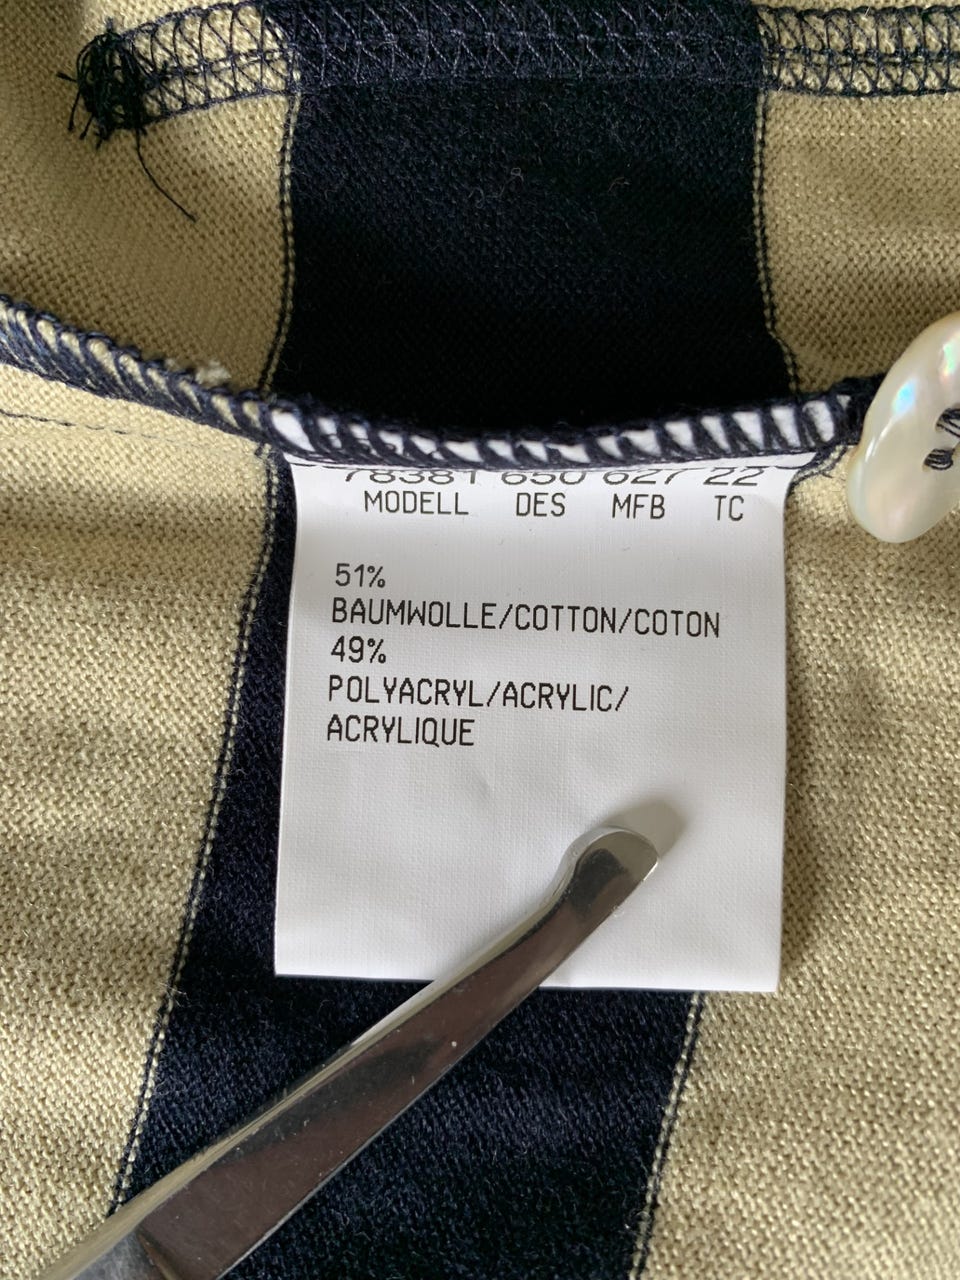 78381 650 627 22
MODELL DES MFB TC
51%
BAUMWOLLE/COTTON/COTON
49%
POLYACRYL/ACRYLIC/
ACRYLIQUE